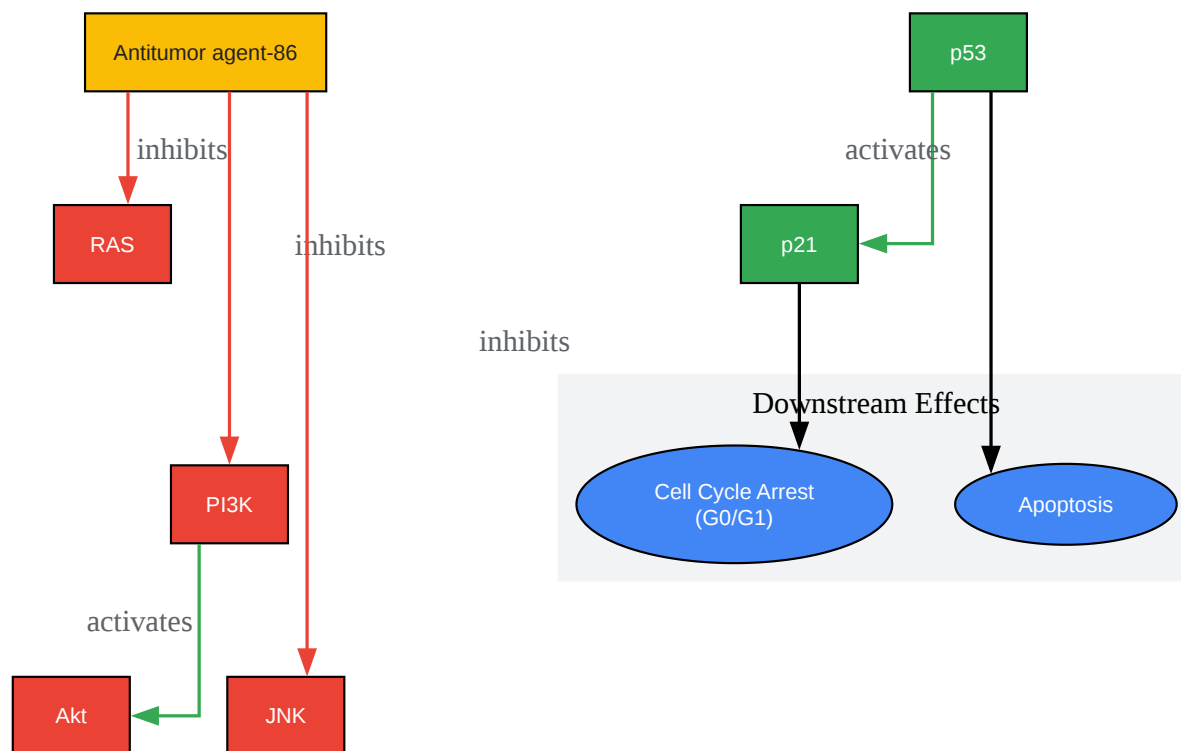 Antitumor agent-86
p53
inhibits
activates
RAS
inhibits
p21
inhibits
Downstream Effects
Cell Cycle Arrest
(G0/G1)
Apoptosis
PI3K
activates
Akt
JNK